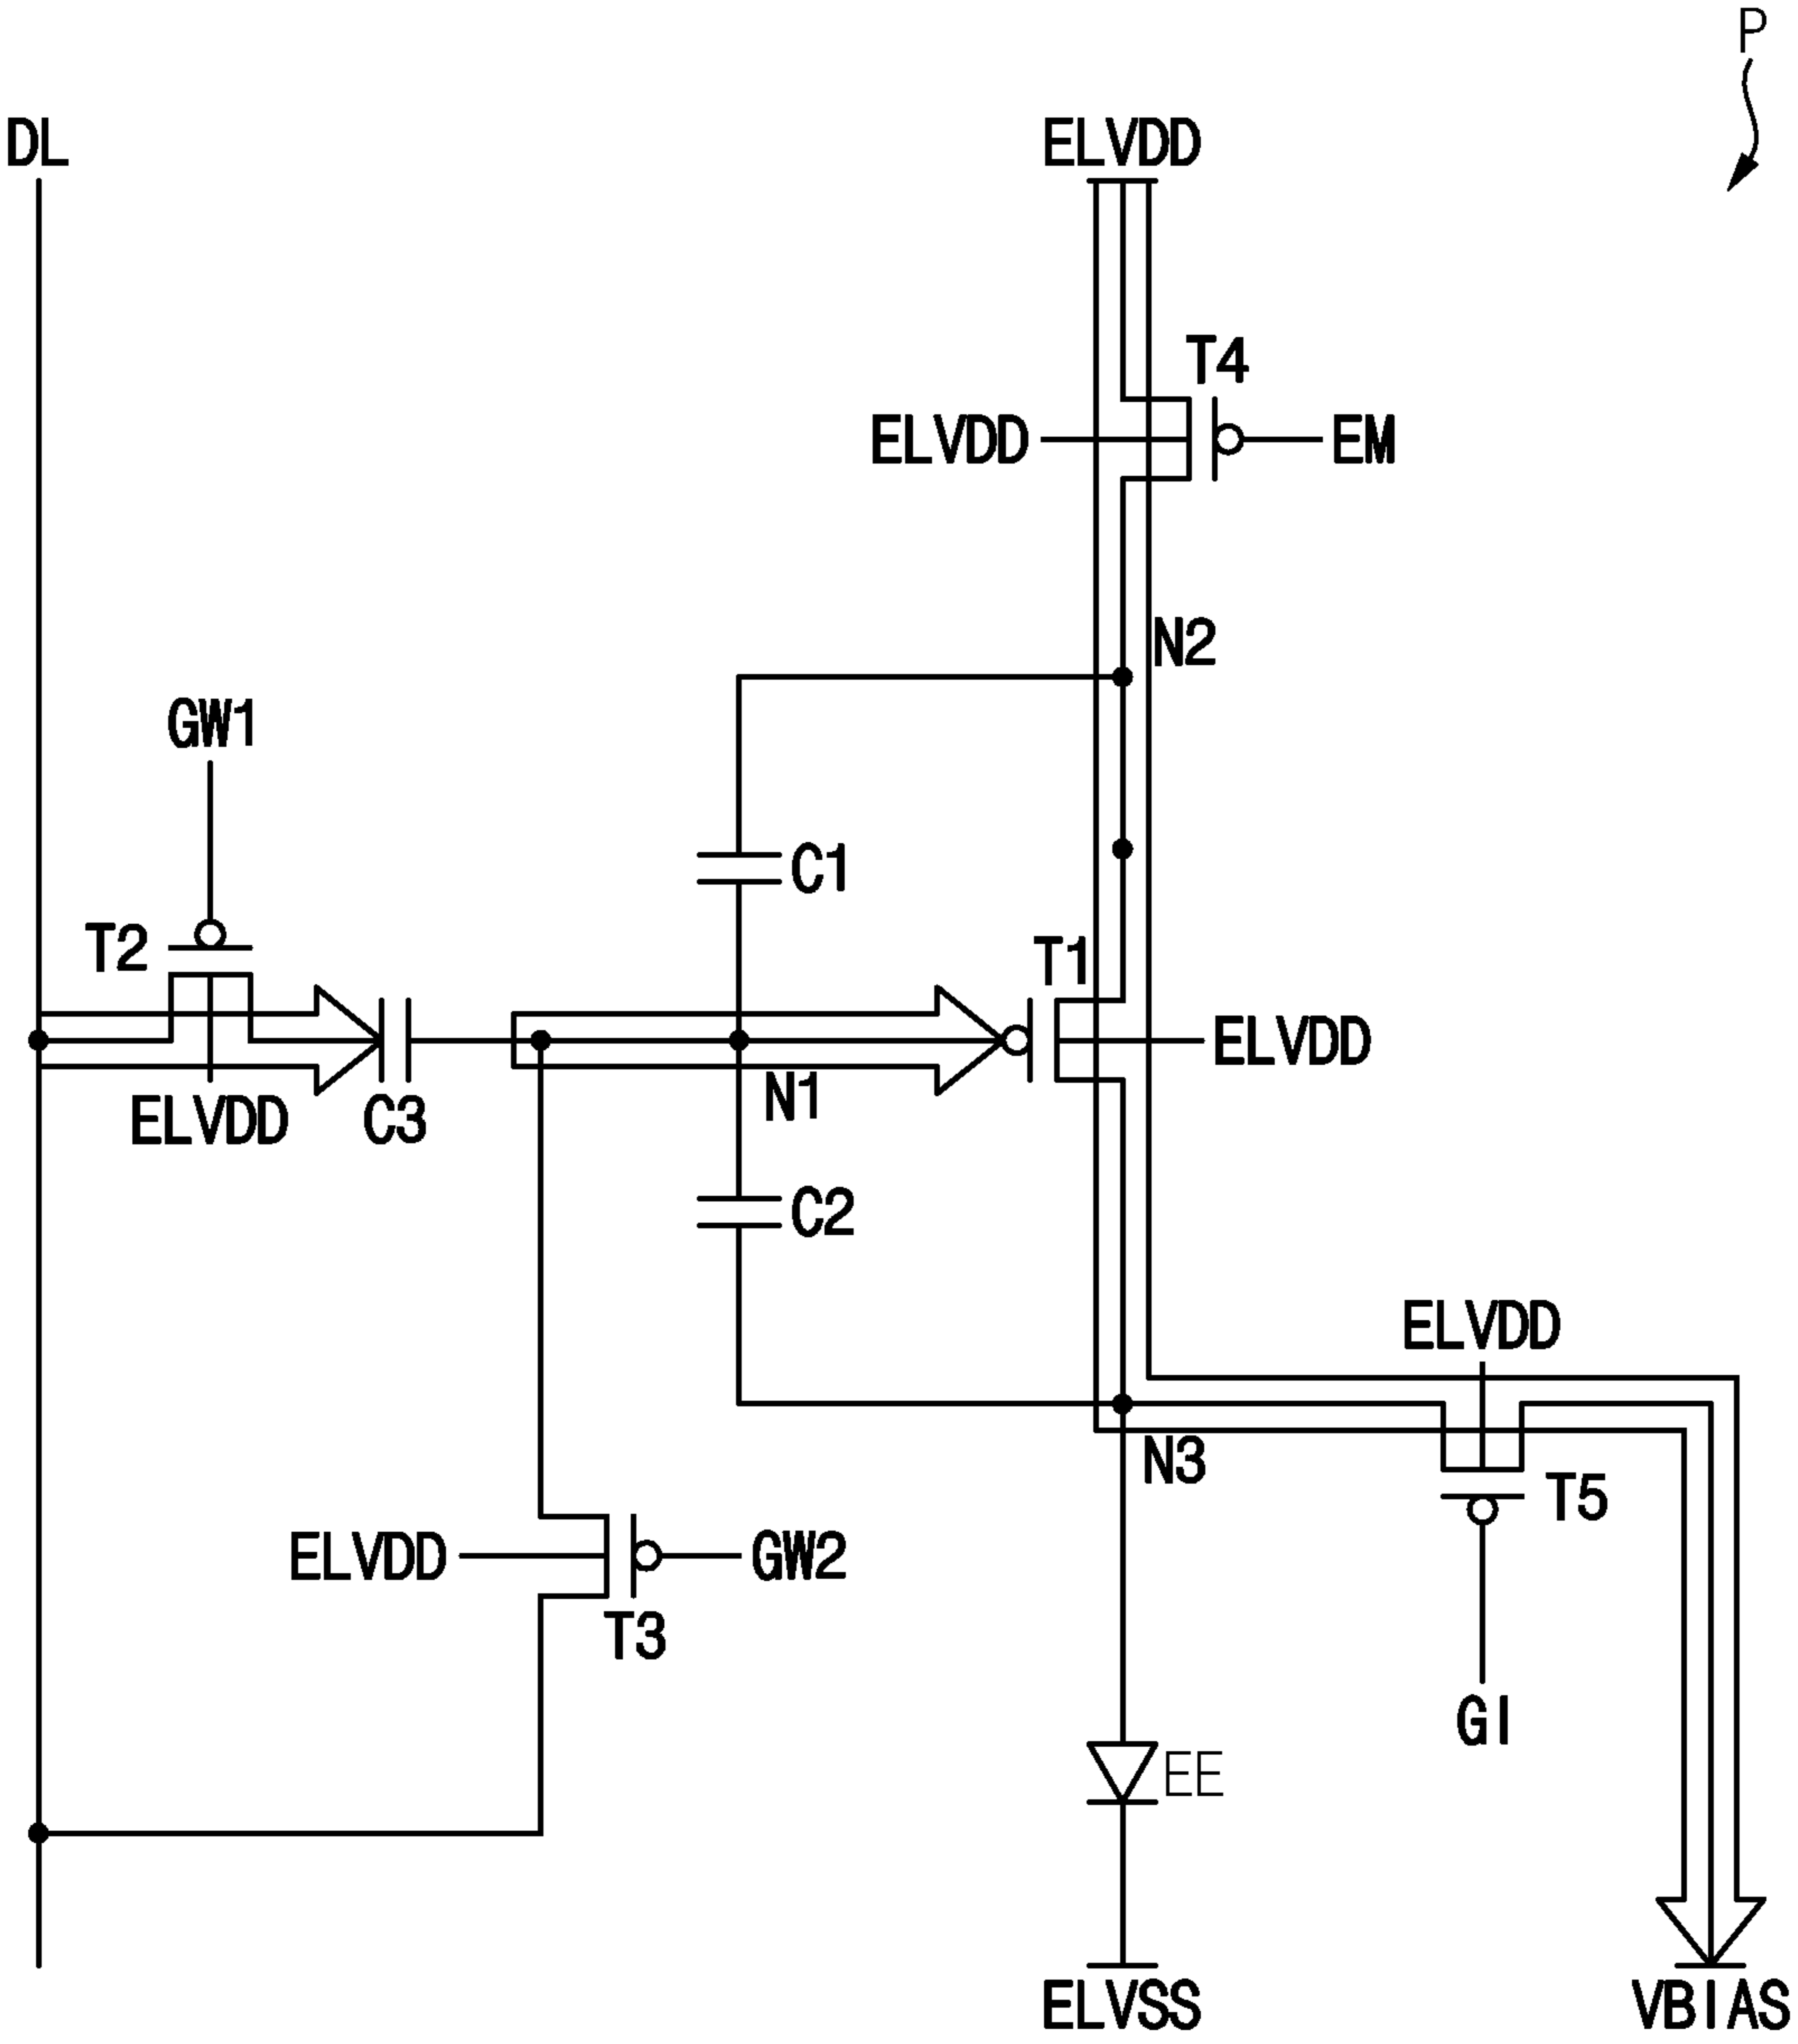 P
DL
ELVDD
T4
ELVDD
EM
N2
GW1
C1
T2
T1
ELVDD
ELVDD
C3
N1
C2
ELVDD
N3
T5
ELVDD
GW2
T3
GI
EE
ELVSS
VBIAS